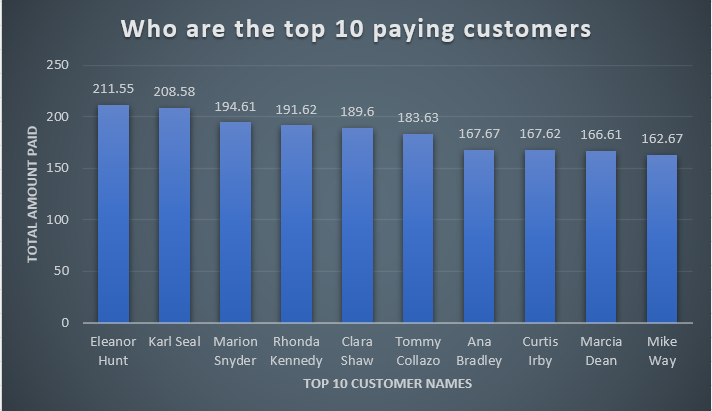 Who are the top 10 paying customers
TOTAL AMOUNT PAID
250
200
150
100
50
0
211.55
208.58
194.61
191.62
189.6
183.63
167.67
167.62
166.61
162.67
Eleanor
Hunt
Karl Seal
Marion
Snyder
Rhonda
Kennedy
Clara
Shaw
Tommy
Collazo
Ana
Bradley
Curtis
Irby
Marcia
Dean
Mike
Way
TOP 10 CUSTOMER NAMES